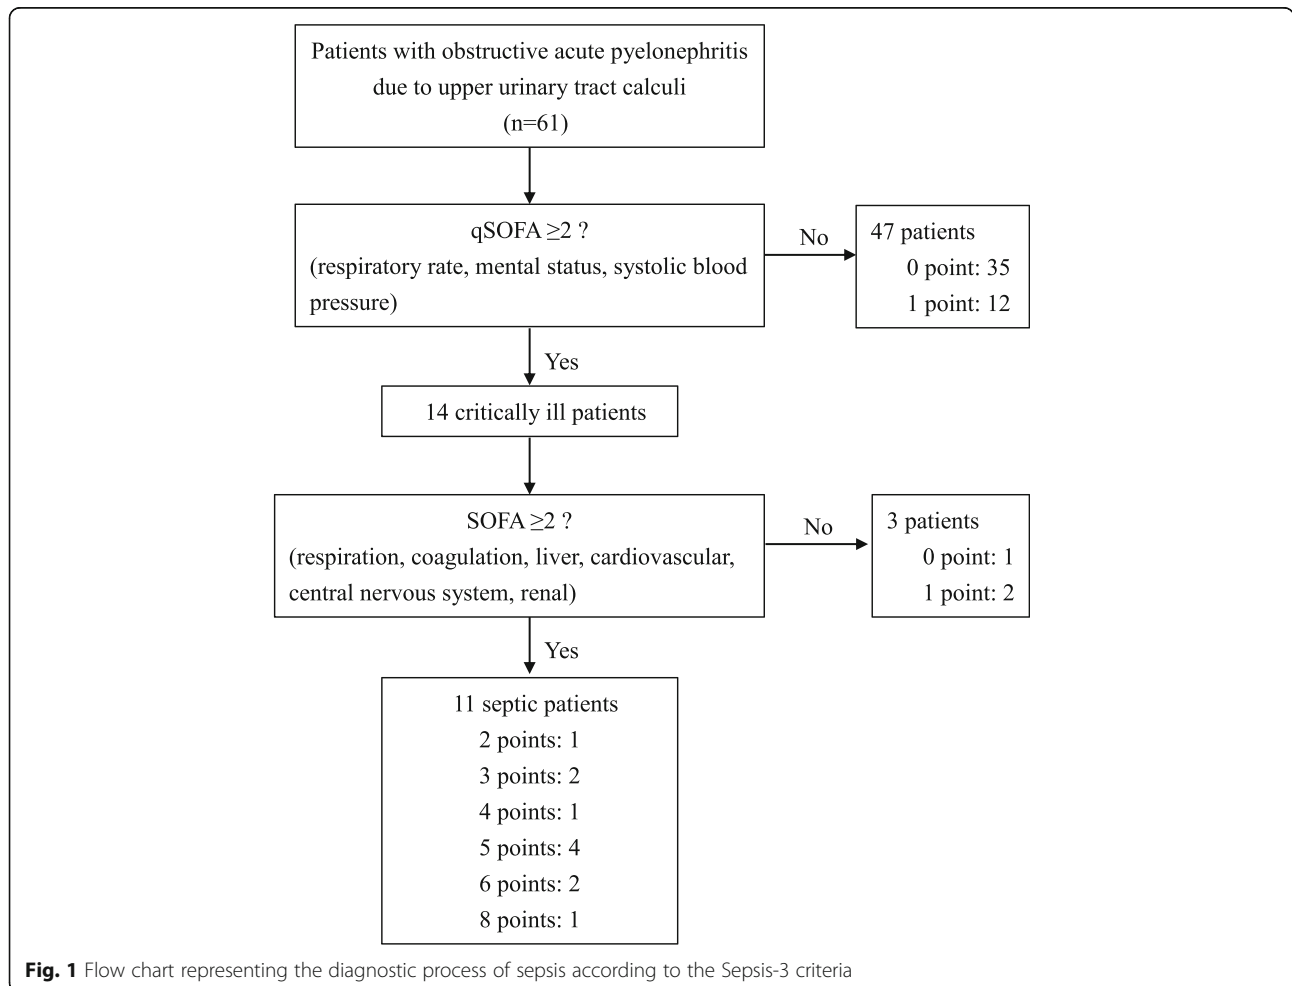 Patients with obstructive acute pyelonephritis
due to upper urinary tract calculi
(n=61)
qSOFA ≥2 ?
(respiratory rate, mental status, systolic blood
pressure)
No
47 patients
0 point: 35
1 point: 12
Yes
14 critically ill patients
SOFA ≥2 ?
(respiration, coagulation, liver, cardiovascular,
central nervous system, renal)
No
3 patients
0 point: 1
1 point: 2
Yes
11 septic patients
2 points: 1
3 points: 2
4 points: 1
5 points: 4
6 points: 2
8 points: 1
Fig. 1 Flow chart representing the diagnostic process of sepsis according to the Sepsis-3 criteria